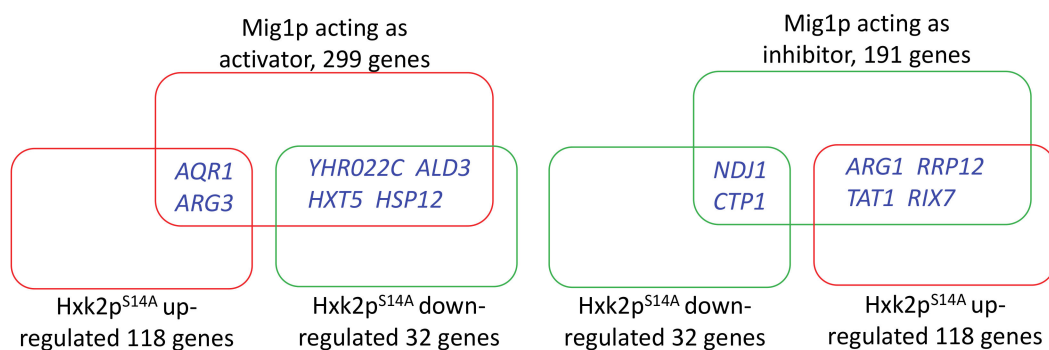 Mig1p acting as
activator, 299 genes
AQR1
ARG3
YHR022C ALD3
HXT5 HSP12
Hxk2pS14A up-
regulated 118 genes
Hxk2pS14A down-
regulated 32 genes
Mig1p acting as
inhibitor, 191 genes
NDJ1
CTP1
ARG1 RRP12
TAT1 RIX7
Hxk2pS14A down-
regulated 32 genes
Hxk2pS14A up-
regulated 118 genes